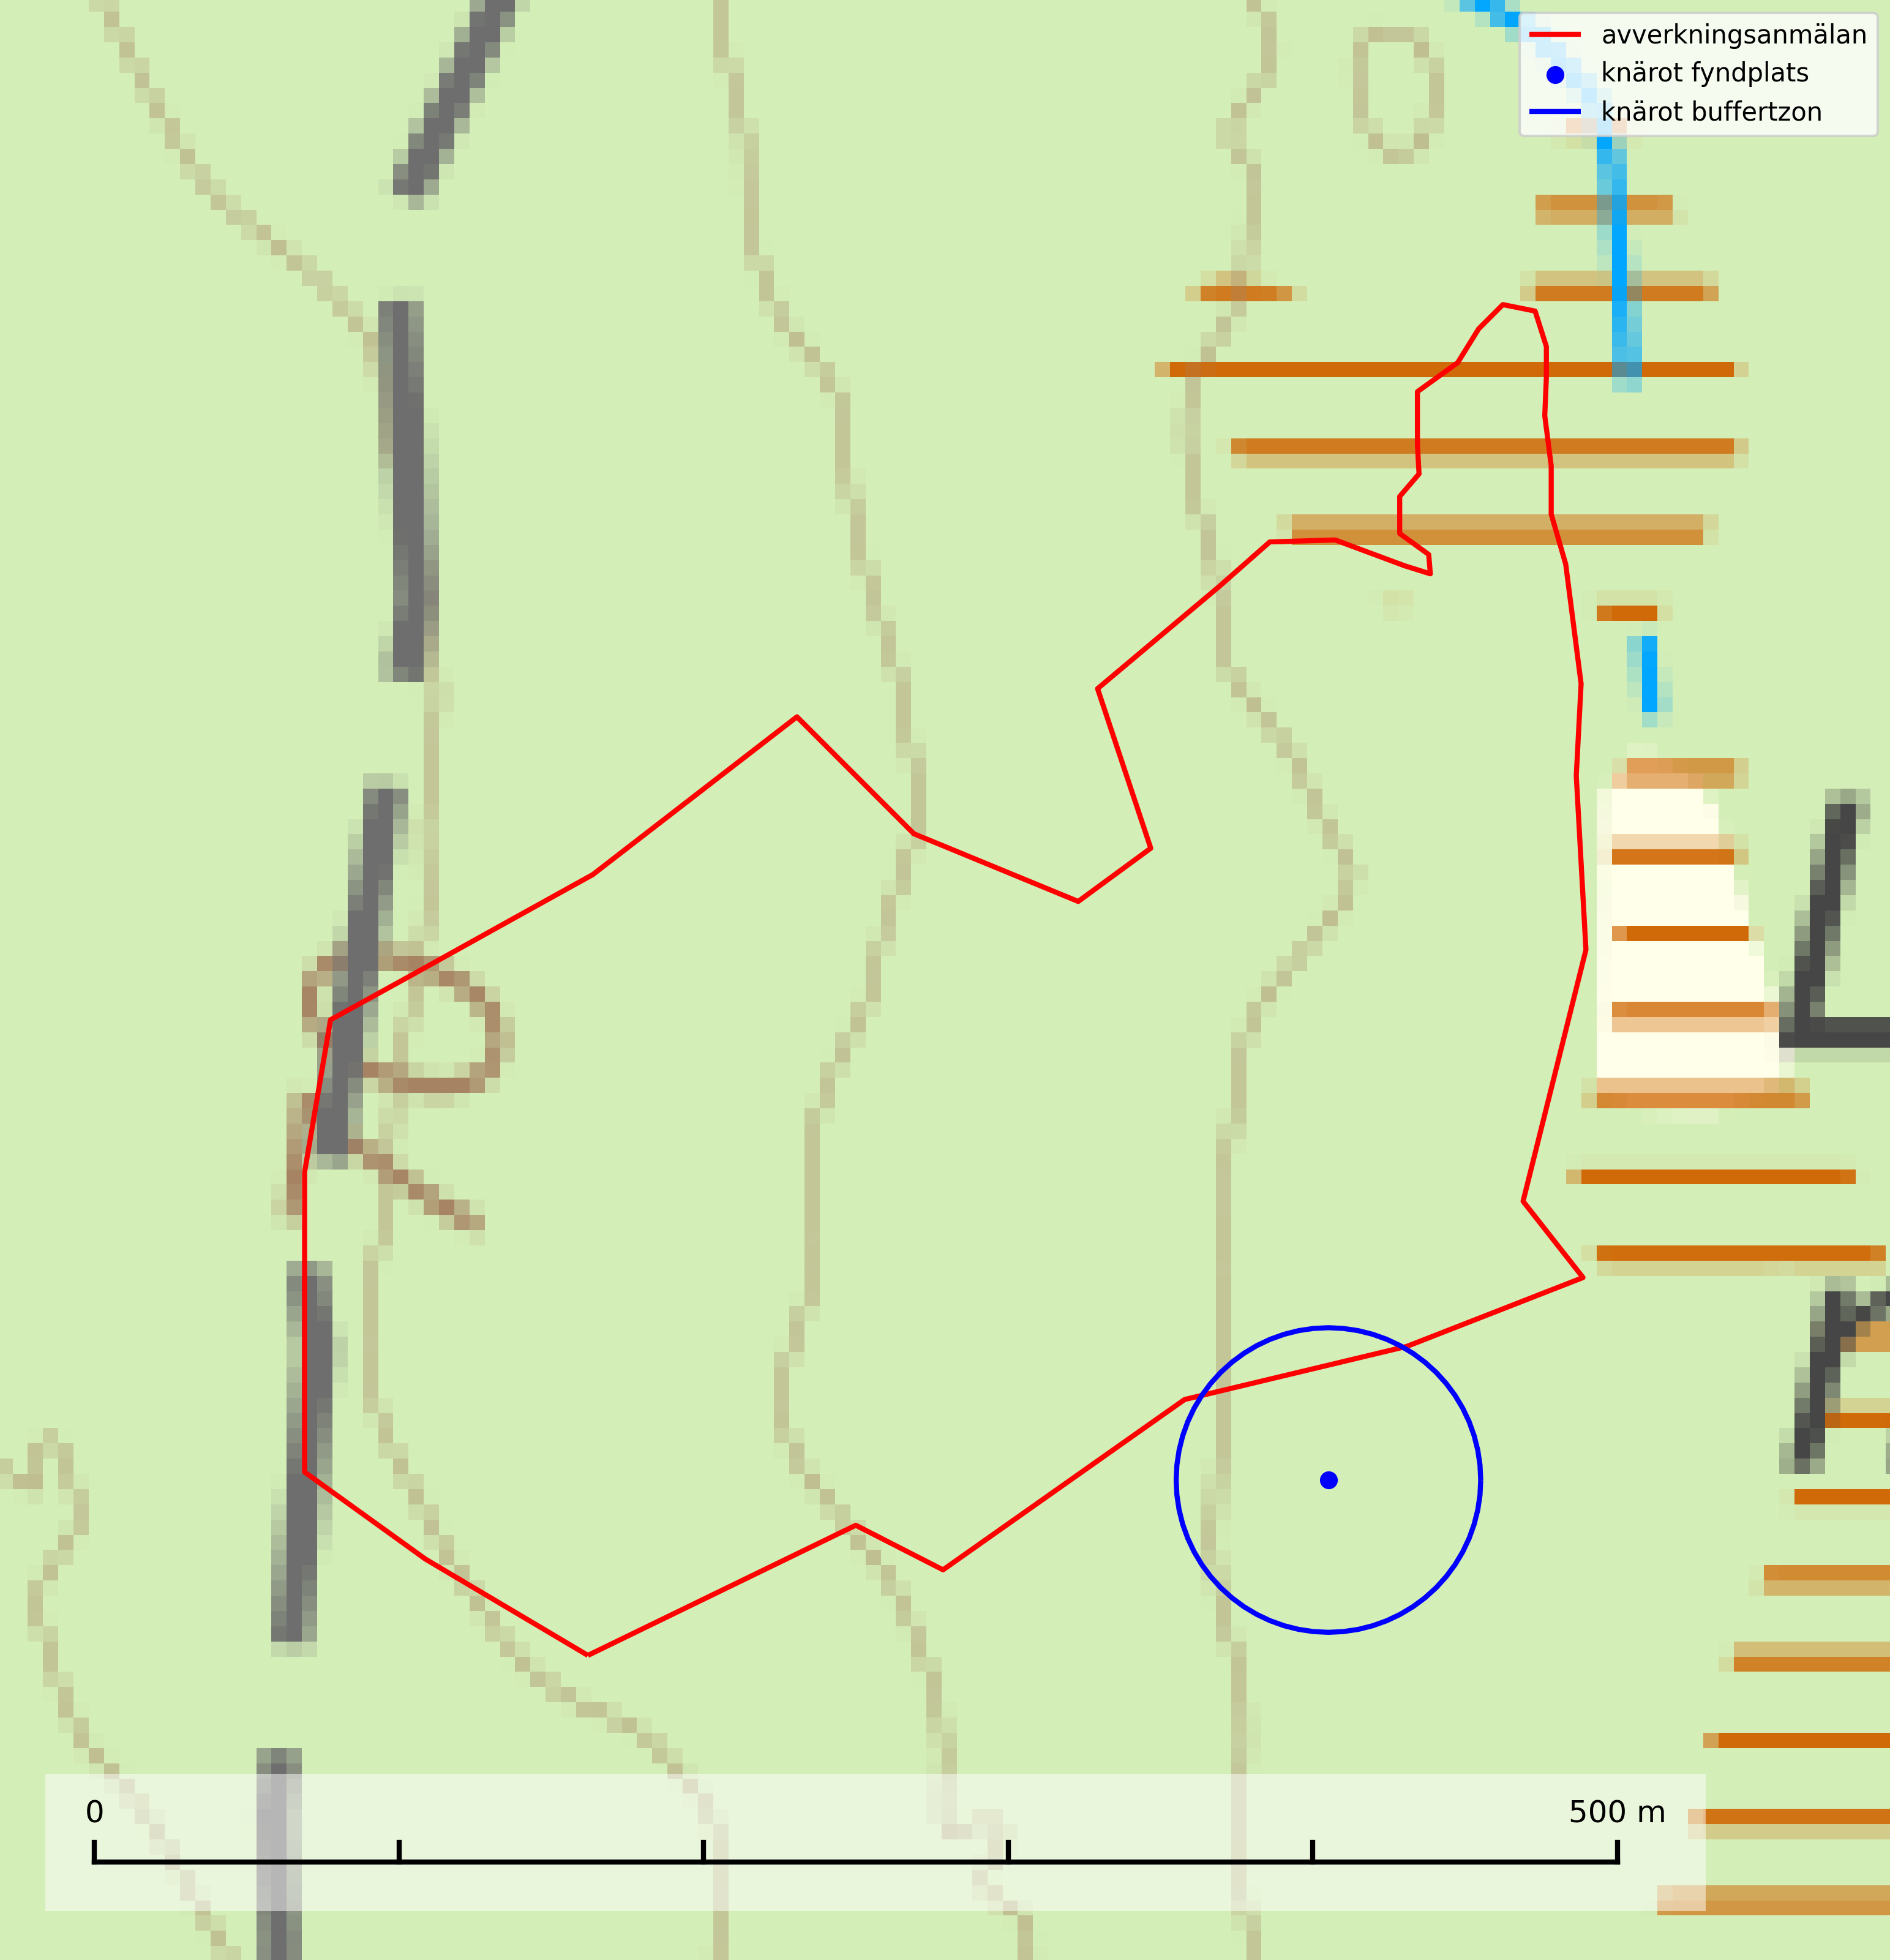 avverkningsanmälan
knärot fyndplats
knärot buffertzon
R
0 500 m